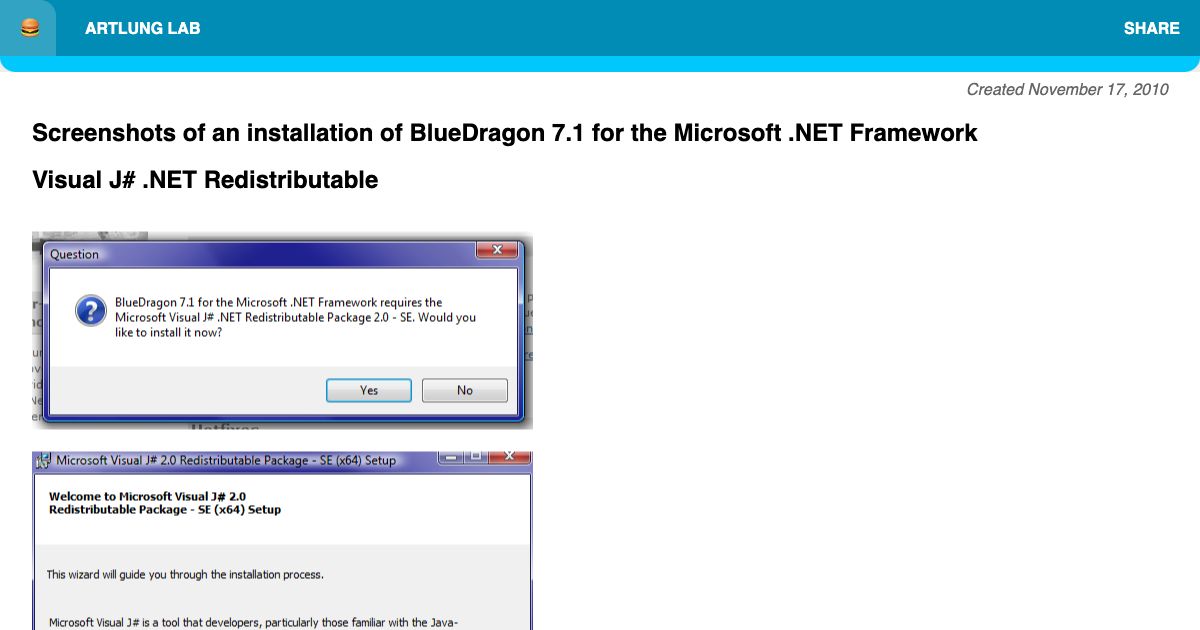 ARTLUNG LAB
SHARE
Created November 17, 2010
Screenshots of an installation of BlueDragon 7.1 for the Microsoft .NET Framework
Visual J# .NET Redistributable
Question
BlueDragon 7.1 for the Microsoft .NET Framework requires the
Microsoft Visual J# .NET Redistributable Package 2.0 - SE. Would you
like to install it now?
Yes
No
Microsoft Visual J# 2.0 Redistributable Package - SE (x64) Setup
Welcome to Microsoft Visual J# 2.0
Redistributable Package - SE (x64) Setup
This wizard will guide you through the installation process.
Microsoft Visual J# is a tool that developers, particularly those familiar with the Java-